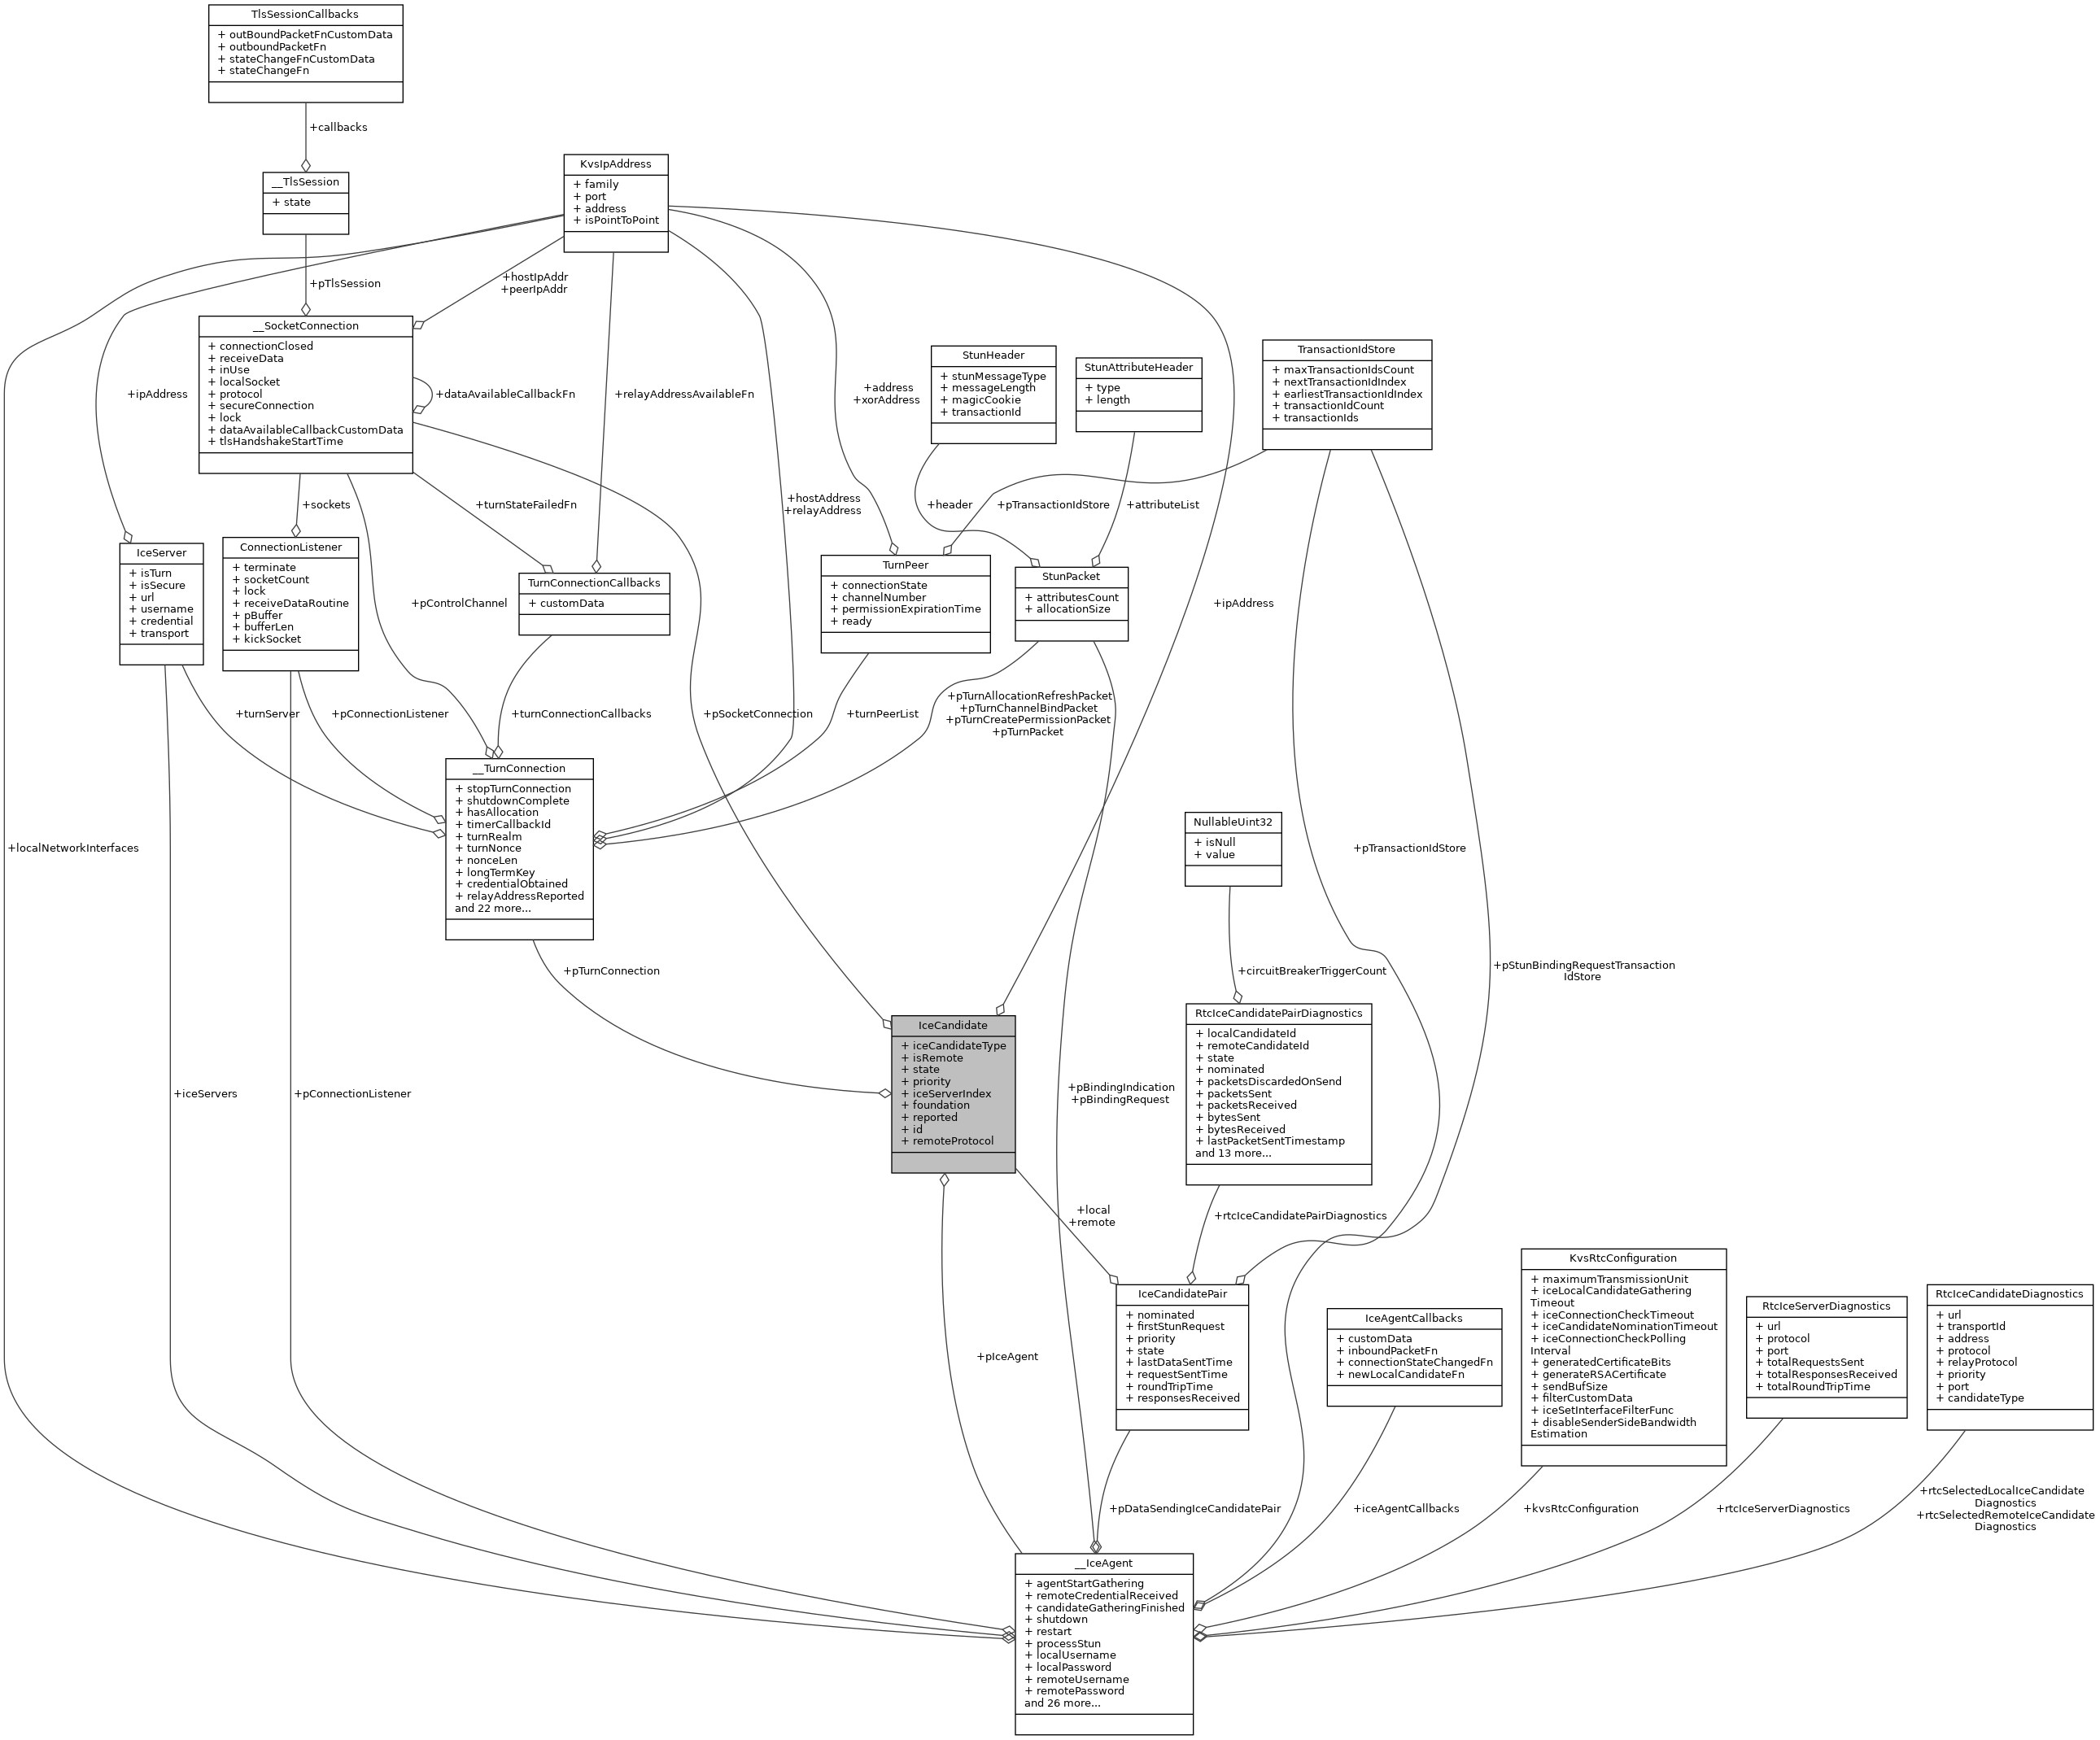 TlsSessionCallbacks
+ outBoundPacketFnCustomData
+ outboundPacketFn
+ stateChangeFnCustomData
+ stateChangeFn
+callbacks
__TlsSession
+ state
KvsIpAddress
+ family
+ port
+ address
+ isPointToPoint
+pTlsSession
+hostIpAddr
+peerIpAddr
__SocketConnection
+ connectionClosed
+ receiveData
+ inUse
+ localSocket
+ protocol
+ secureConnection
+ lock
+ dataAvailableCallbackCustomData
+ tlsHandshakeStartTime
+ipAddress
+dataAvailableCallbackFn
+relayAddressAvailableFn
+address
+xorAddress
StunHeader
+ stunMessageType
+ messageLength
+ magicCookie
+ transactionId
StunAttributeHeader
+ type
+ length
TransactionIdStore
+ maxTransactionIdsCount
+ nextTransactionIdIndex
+ earliestTransactionIdIndex
+ transactionIdCount
+ transactionIds
+sockets
+turnStateFailedFn
+hostAddress
+relayAddress
+header
+pTransactionIdStore
+attributeList
IceServer
+ isTurn
+ isSecure
+ url
+ username
+ credential
+ transport
ConnectionListener
+ terminate
+ socketCount
+ lock
+ receiveDataRoutine
+ pBuffer
+ bufferLen
+ kickSocket
+pControlChannel
TurnConnectionCallbacks
+ customData
TurnPeer
+ connectionState
+ channelNumber
+ permissionExpirationTime
+ ready
StunPacket
+ attributesCount
+ allocationSize
+ipAddress
+turnServer
+pConnectionListener
+turnConnectionCallbacks
+pSocketConnection
+turnPeerList
+pTurnAllocationRefreshPacket
+pTurnChannelBindPacket
+pTurnCreatePermissionPacket
+pTurnPacket
__TurnConnection
+ stopTurnConnection
+ shutdownComplete
+ hasAllocation
+ timerCallbackId
+ turnRealm
+ turnNonce
+ nonceLen
+ longTermKey
+ credentialObtained
+ relayAddressReported
and 22 more...
+localNetworkInterfaces
NullableUint32
+ isNull
+ value
+pTransactionIdStore
+pTurnConnection
+circuitBreakerTriggerCount
+pStunBindingRequestTransaction
IdStore
IceCandidate
+ iceCandidateType
+ isRemote
+ state
+ priority
+ iceServerIndex
+ foundation
+ reported
+ id
+ remoteProtocol
RtcIceCandidatePairDiagnostics
+ localCandidateId
+ remoteCandidateId
+ state
+ nominated
+ packetsDiscardedOnSend
+ packetsSent
+ packetsReceived
+ bytesSent
+ bytesReceived
+ lastPacketSentTimestamp
and 13 more...
+iceServers
+pConnectionListener
+pBindingIndication
+pBindingRequest
+local
+remote
+rtcIceCandidatePairDiagnostics
IceCandidatePair
+ nominated
+ firstStunRequest
+ priority
+ state
+ lastDataSentTime
+ requestSentTime
+ roundTripTime
+ responsesReceived
IceAgentCallbacks
+ customData
+ inboundPacketFn
+ connectionStateChangedFn
+ newLocalCandidateFn
KvsRtcConfiguration
+ maximumTransmissionUnit
+ iceLocalCandidateGathering
Timeout
+ iceConnectionCheckTimeout
+ iceCandidateNominationTimeout
+ iceConnectionCheckPolling
Interval
+ generatedCertificateBits
+ generateRSACertificate
+ sendBufSize
+ filterCustomData
+ iceSetInterfaceFilterFunc
+ disableSenderSideBandwidth
Estimation
RtcIceServerDiagnostics
+ url
+ protocol
+ port
+ totalRequestsSent
+ totalResponsesReceived
+ totalRoundTripTime
RtcIceCandidateDiagnostics
+ url
+ transportId
+ address
+ protocol
+ relayProtocol
+ priority
+ port
+ candidateType
+pIceAgent
+pDataSendingIceCandidatePair
+iceAgentCallbacks
+kvsRtcConfiguration
+rtcIceServerDiagnostics
+rtcSelectedLocalIceCandidate
Diagnostics
+rtcSelectedRemoteIceCandidate
Diagnostics
__IceAgent
+ agentStartGathering
+ remoteCredentialReceived
+ candidateGatheringFinished
+ shutdown
+ restart
+ processStun
+ localUsername
+ localPassword
+ remoteUsername
+ remotePassword
and 26 more...